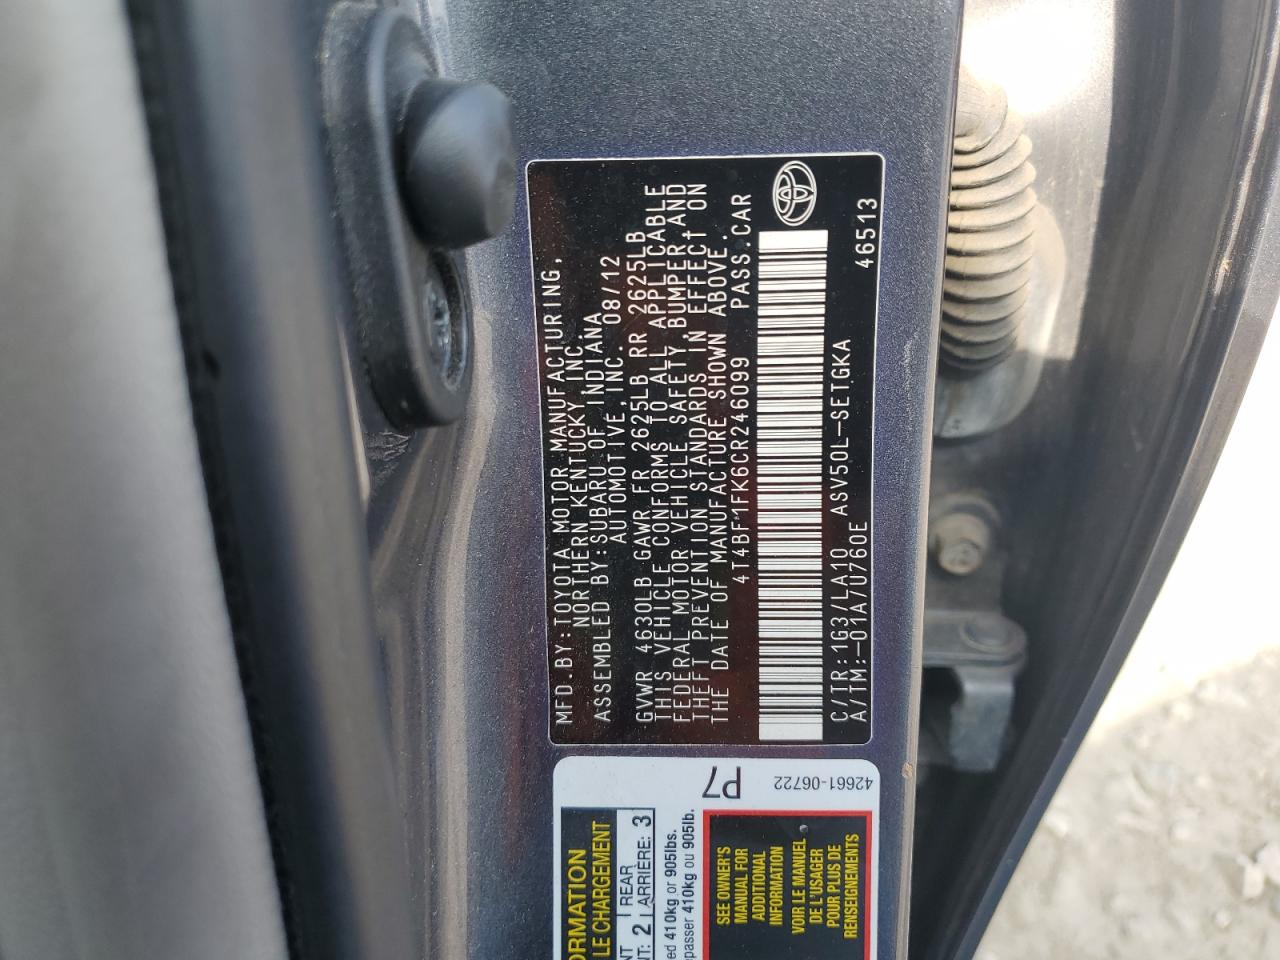 MFD.BY:TOYOTA MOTOR MANUFACTURING,
NORTHERN KENTUCKY INC.
ASSEMBLED BY:SUBARU OF INDIANA
AUTOMOTIVE,INC. 08/12
GVWR 4630LB GAWR FR 2625LB RR 2625LB
THIS VEHICLE CONFORMS TO ALL APPLICABLE
FEDERAL MOTOR VEHICLE SAFETY, BUMPER,AND
THEFT PREVENTION STANDARDS IN EFFECT ON
THE DATE OF MANUFACTURE SHOWN ABOVE.
4T4BF1FK6CR246099 PASS.CAR
C/TR:1G3/LA10 ASV50L-SETGKA
A/TM:-01A/U760E 46513
P7
42661-06722
LE CHARGEMENT
REAR
2 ARRIÈRE: 3
410kg or 905lbs.
410kg ou 905lb.
SEE OWNER'S
MANUAL FOR
ADDITIONAL
INFORMATION
VOIR LE MANUEL
DE L'USAGER
POUR PLUS DE
RENSEIGNEMENTS